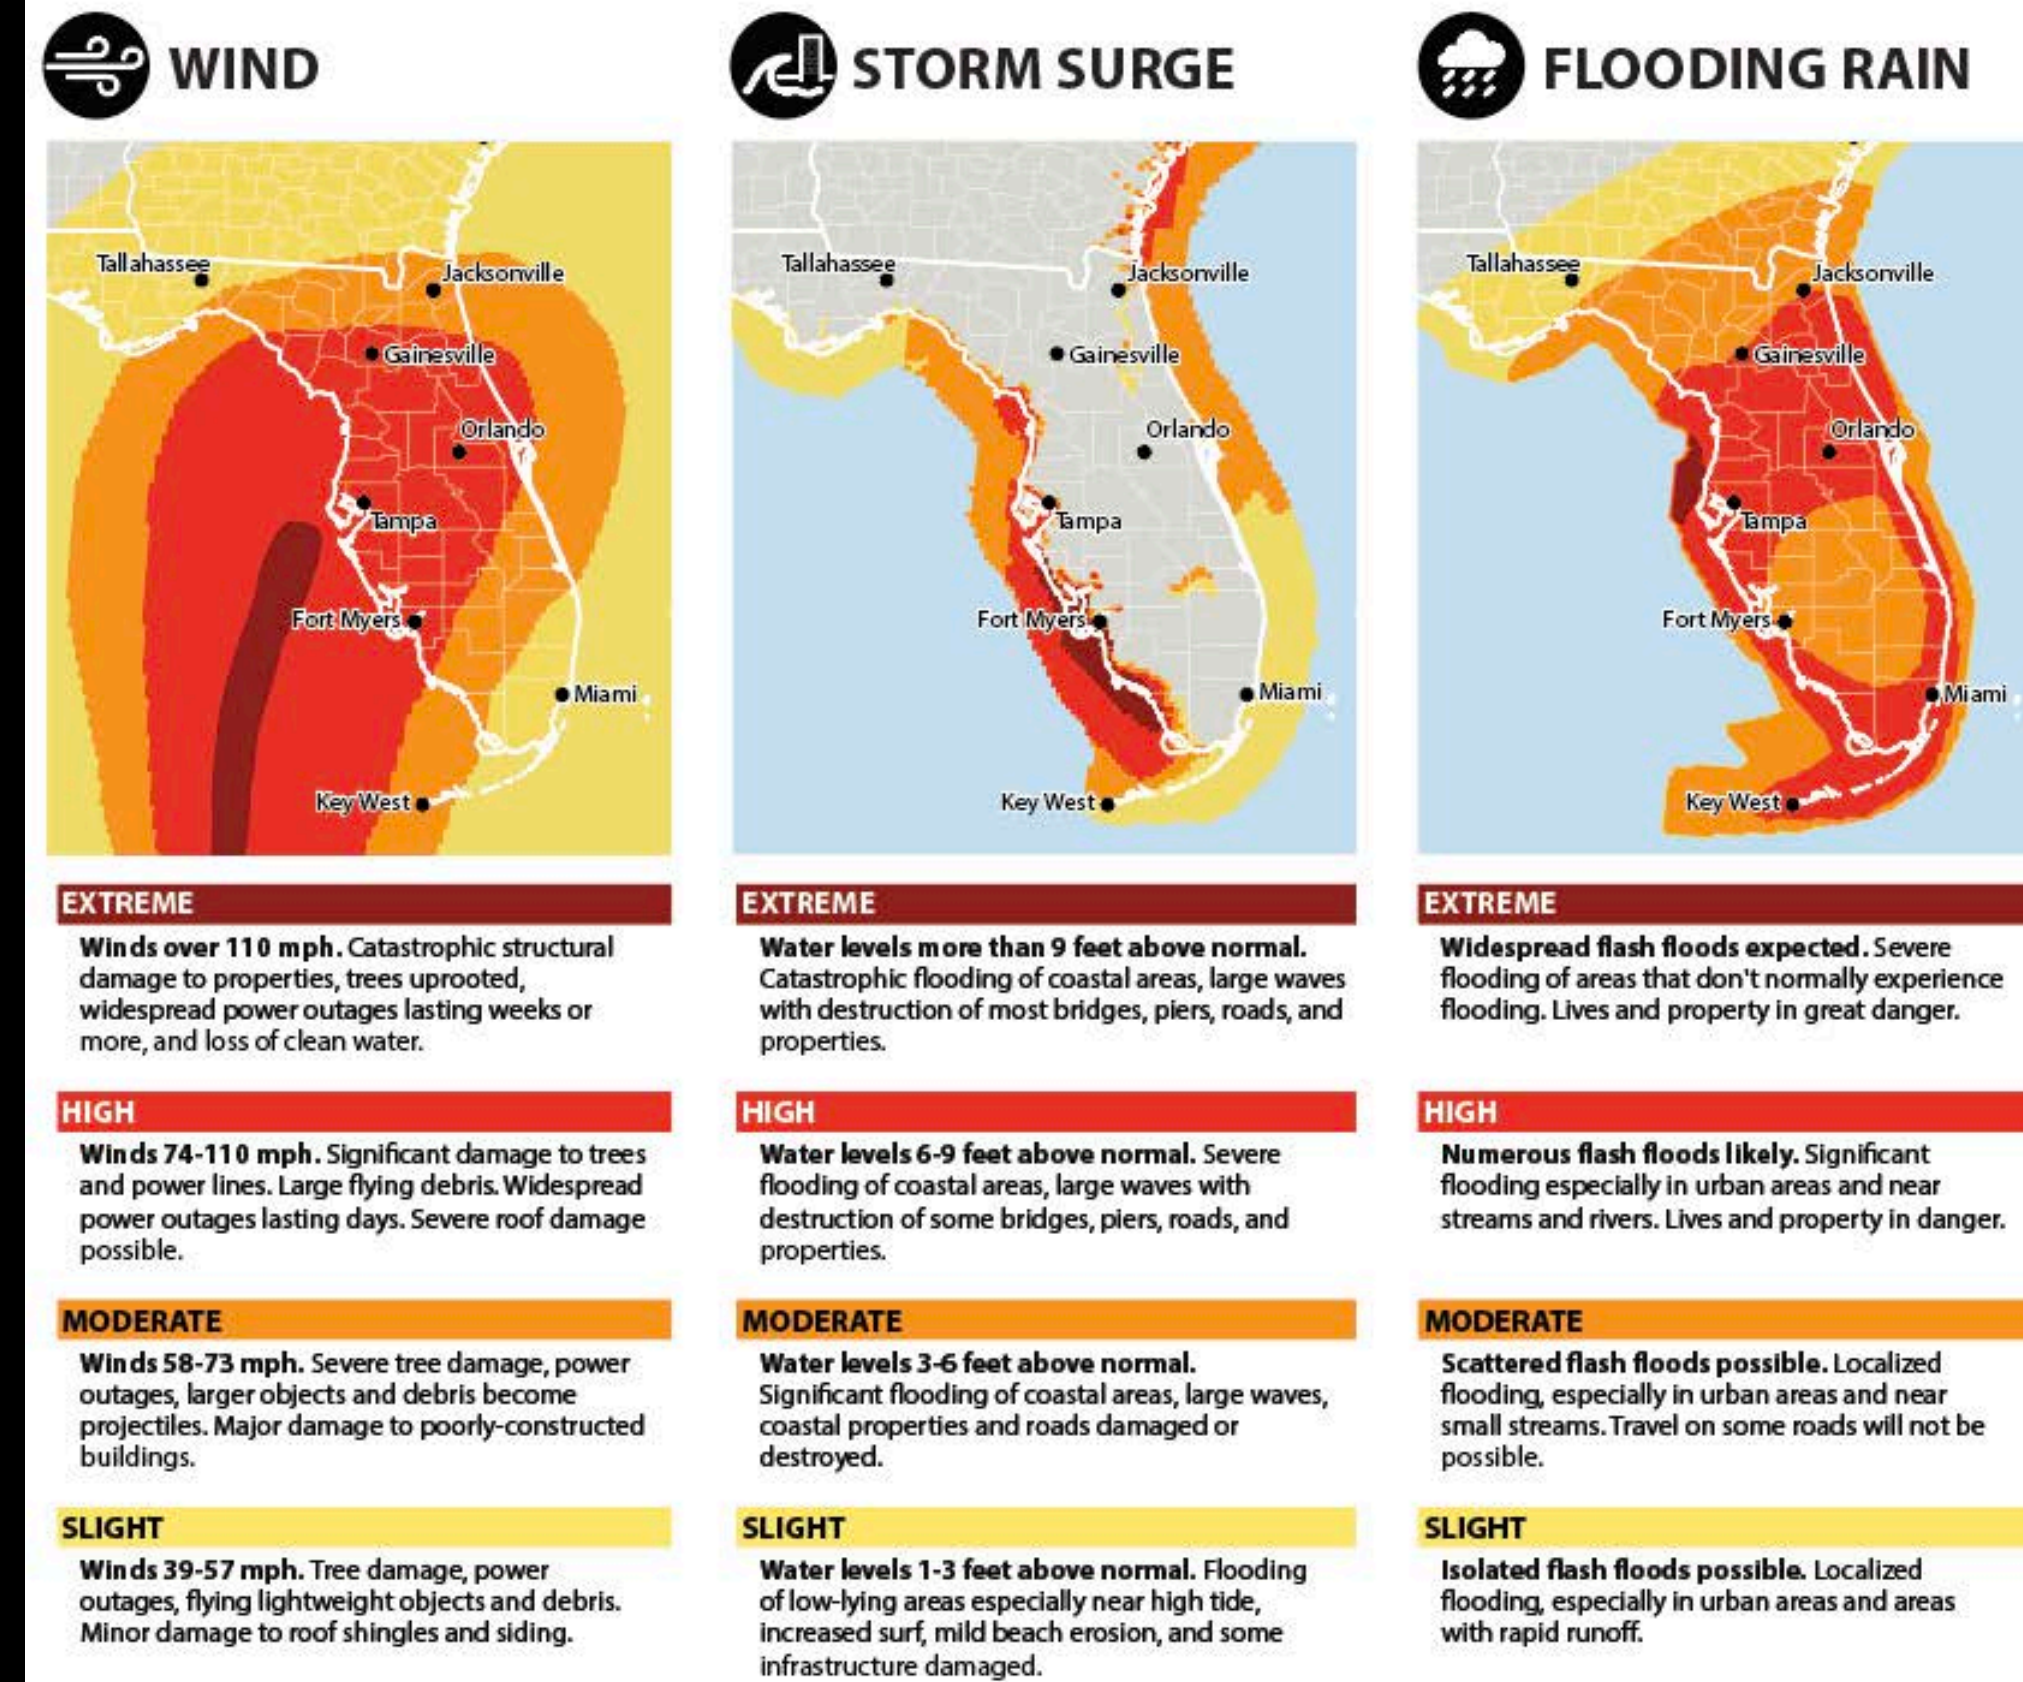 WIND
Tallahassee
Jacksonville
Gainesville
Orlando
Tampa
Fort Myers
Miami
Key West
EXTREME
Winds over 110 mph. Catastrophic structural
damage to properties, trees uprooted,
widespread power outages lasting weeks or
more, and loss of clean water.
HIGH
Winds 74-110 mph. Significant damage to trees
and power lines. Large flying debris. Widespread
power outages lasting days. Severe roof damage
possible.
MODERATE
Winds 58-73 mph. Severe tree damage, power
outages, larger objects and debris become
projectiles. Major damage to poorly-constructed
buildings.
SLIGHT
Winds 39-57 mph. Tree damage, power
outages, flying lightweight objects and debris.
Minor damage to roof shingles and siding.
STORM SURGE
Tallahassee
Jacksonville
Gainesville
Orlando
Tampa
Fort Myers
Miami
Key West
EXTREME
Water levels more than 9 feet above normal.
Catastrophic flooding of coastal areas, large waves
with destruction of most bridges, piers, roads, and
properties.
HIGH
Water levels 6-9 feet above normal. Severe
flooding of coastal areas, large waves with
destruction of some bridges, piers, roads, and
properties.
MODERATE
Water levels 3-6 feet above normal.
Significant flooding of coastal areas, large waves,
coastal properties and roads damaged or
destroyed.
SLIGHT
Water levels 1-3 feet above normal. Flooding
of low-lying areas especially near high tide,
increased surf, mild beach erosion, and some
infrastructure damaged.
FLOODING RAIN
Tallahassee
Jacksonville
Gainesville
Orlando
Tampa
Fort Myers
Miami
Key West
EXTREME
Widespread flash floods expected. Severe
flooding of areas that don't normally experience
flooding. Lives and property in great danger.
HIGH
Numerous flash floods likely. Significant
flooding especially in urban areas and near
streams and rivers. Lives and property in danger.
MODERATE
Scattered flash floods possible. Localized
flooding, especially in urban areas and near
small streams. Travel on some roads will not be
possible.
SLIGHT
Isolated flash floods possible. Localized
flooding, especially in urban areas and areas
with rapid runoff.